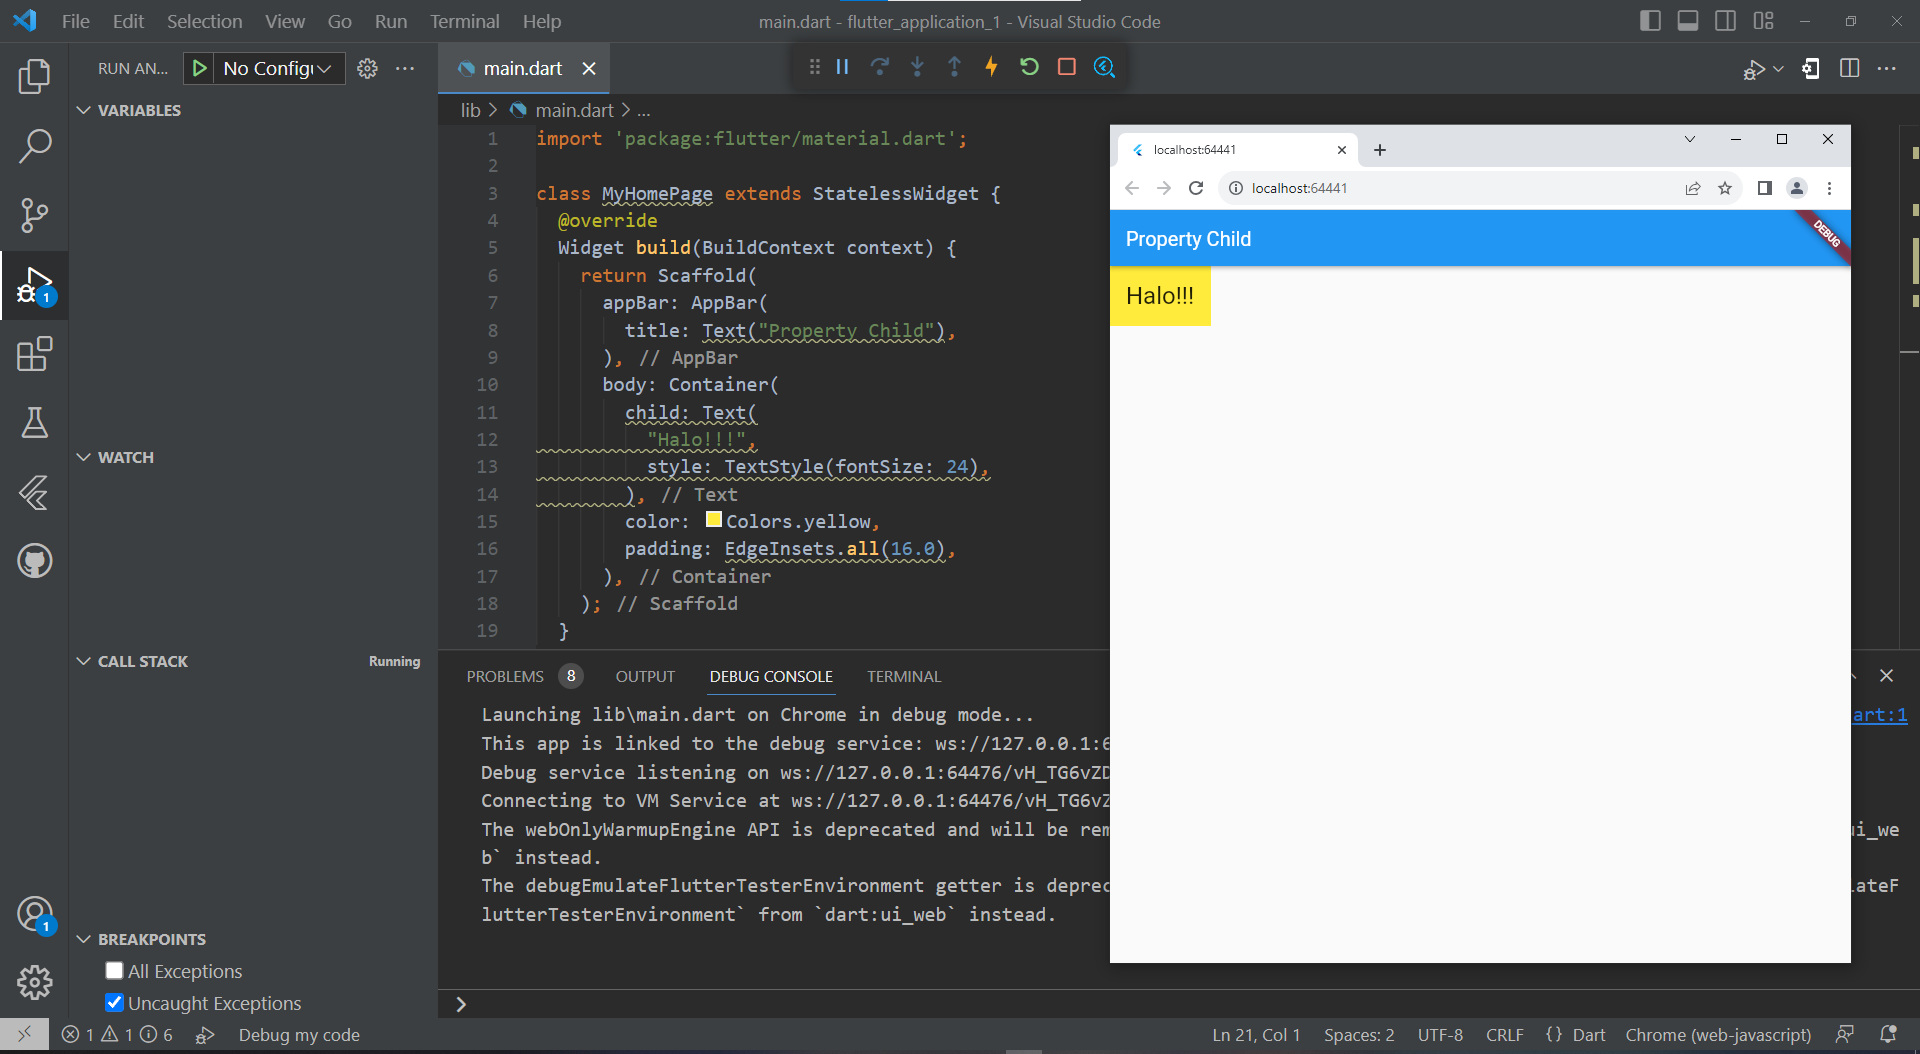 File Edit Selection View Go Run Terminal Help
main.dart - flutter_application_1 - Visual Studio Code
RUN AN... No Config
main.dart
VARIABLES
lib > main.dart > ...
1 import 'package:flutter/material.dart';
2
3 class MyHomePage extends StatelessWidget {
4 @override
5 Widget build(BuildContext context) {
6 return Scaffold(
7 appBar: AppBar(
8 title: Text("Property Child"),
9 ), // AppBar
10 body: Container(
11 child: Text(
12 "Halo!!!",
13 style: TextStyle(fontSize: 24),
14 ), // Text
15 color: Colors.yellow,
16 padding: EdgeInsets.all(16.0),
17 ), // Container
18 ); // Scaffold
19 }
localhost:64441
localhost:64441
Property Child
DEBUG
Halo!!!
WATCH
CALL STACK Running
BREAKPOINTS
All Exceptions
Uncaught Exceptions
1
1
PROBLEMS 8 OUTPUT DEBUG CONSOLE TERMINAL
Launching lib\main.dart on Chrome in debug mode...
art:1
This app is linked to the debug service: ws://127.0.0.1:6
Debug service listening on ws://127.0.0.1:64476/vH_TG6vZD
Connecting to VM Service at ws://127.0.0.1:64476/vH_TG6vZ
The webOnlyWarmupEngine API is deprecated and will be rem ui_we
b` instead.
The debugEmulateFlutterTesterEnvironment getter is deprec lateF
lutterTesterEnvironment` from `dart:ui_web` instead.
1 1 6 Debug my code
Ln 21, Col 1 Spaces: 2 UTF-8 CRLF {} Dart Chrome (web-javascript)